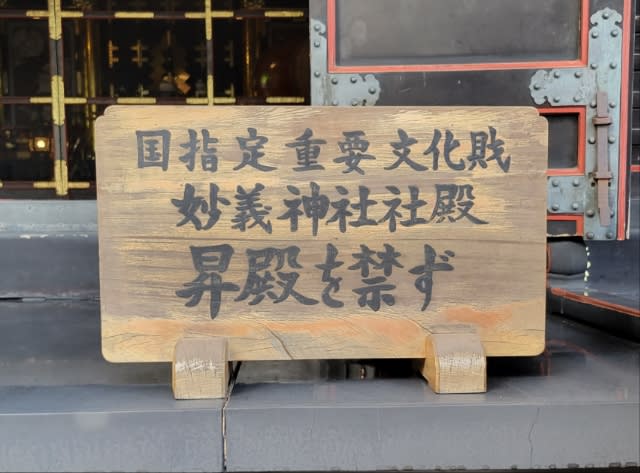 国指定重要文化財
妙義神社社殿
昇殿を禁ず